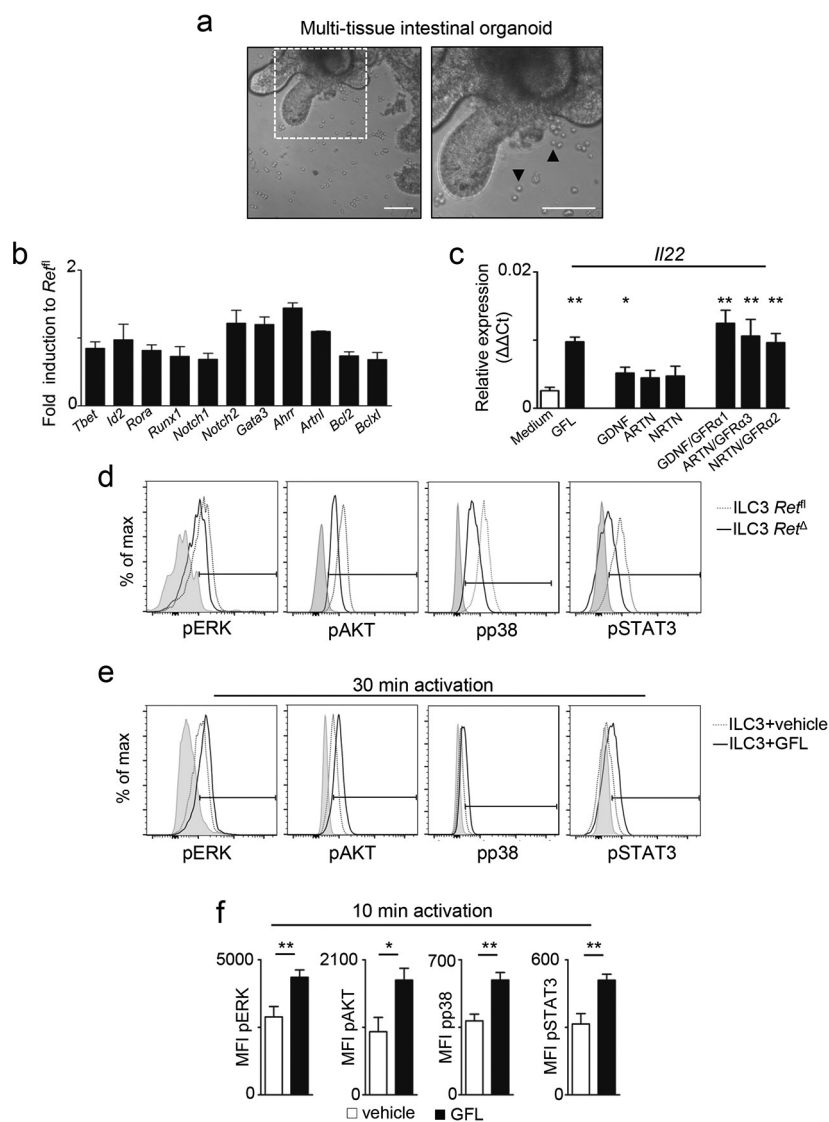 a
Multi-tissue intestinal organoid
b
Fold induction to Retfl
2
1
0
Tbet
Id2
Rora
Runx1
Notch1
Notch2
Gata3
Ahrr
Artnl
Bcl2
Bclxl
c
Il22
Relative expression
(ΔΔCt)
0.02
0
** * ** ** **
Medium
GFL
GDNF
ARTN
NRTN
GDNF/GFRα1
ARTN/GFRα3
NRTN/GFRα2
d
% of max
pERK
pAKT
pp38
pSTAT3
ILC3 Retfl
ILC3 RetΔ
e
30 min activation
% of max
pERK
pAKT
pp38
pSTAT3
ILC3+vehicle
ILC3+GFL
f
10 min activation
MFI pERK
5000
0
**
MFI pAKT
2100
0
*
MFI pp38
700
0
**
MFI pSTAT3
600
0
**
vehicle
GFL